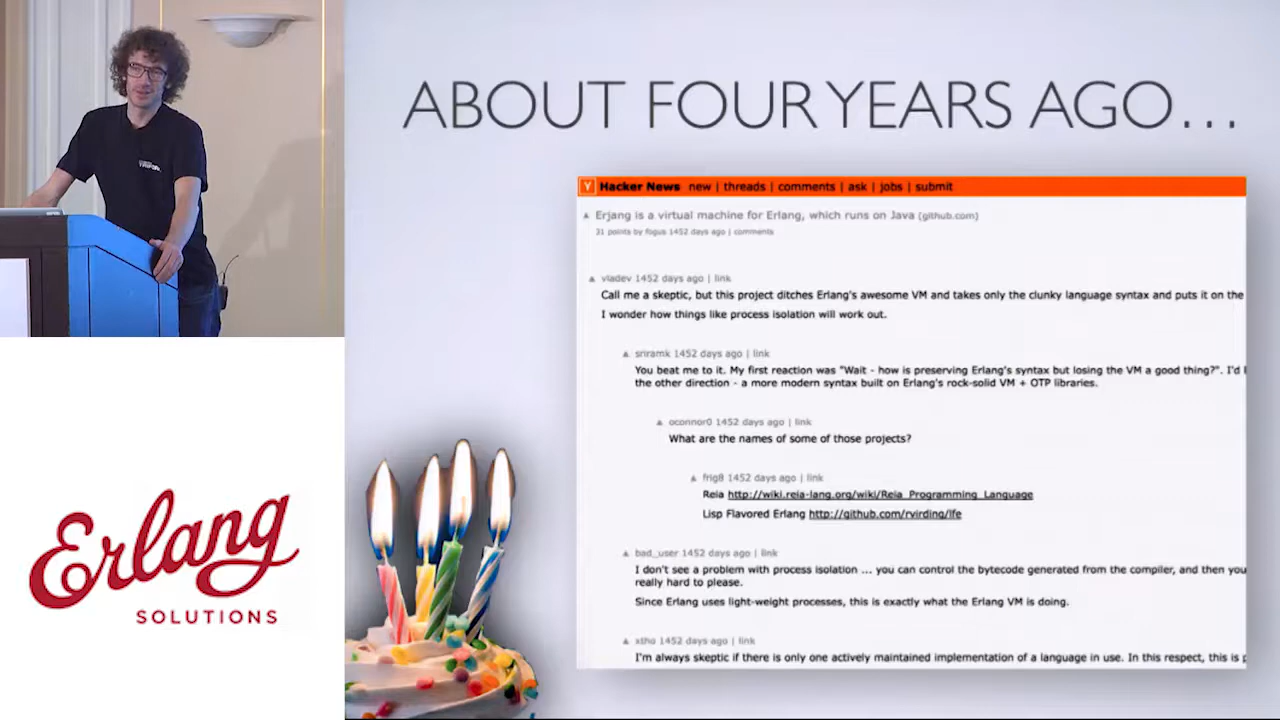 ABOUT FOUR YEARS AGO...
Y Hacker News new | threads | comments | ask | jobs | submit
Erjang is a virtual machine for Erlang, which runs on Java (github.com)
31 points by fogus 1452 days ago | comments
vladev 1452 days ago | link
Call me a skeptic, but this project ditches Erlang's awesome VM and takes only the clunky language syntax and puts it on the
I wonder how things like process isolation will work out.
sriramk 1452 days ago | link
You beat me to it. My first reaction was "Wait - how is preserving Erlang's syntax but losing the VM a good thing?". I'd
the other direction - a more modern syntax built on Erlang's rock-solid VM + OTP libraries.
oconnor0 1452 days ago | link
What are the names of some of those projects?
frig8 1452 days ago | link
Reia http://wiki.reia-lang.org/wiki/Reia_Programming_Language
Lisp Flavored Erlang http://github.com/rvirding/lfe
bad_user 1452 days ago | link
I don't see a problem with process isolation ... you can control the bytecode generated from the compiler, and then you
really hard to please.
Since Erlang uses light-weight processes, this is exactly what the Erlang VM is doing.
xtho 1452 days ago | link
I'm always skeptic if there is only one actively maintained implementation of a language in use. In this respect, this is
Erlang
SOLUTIONS